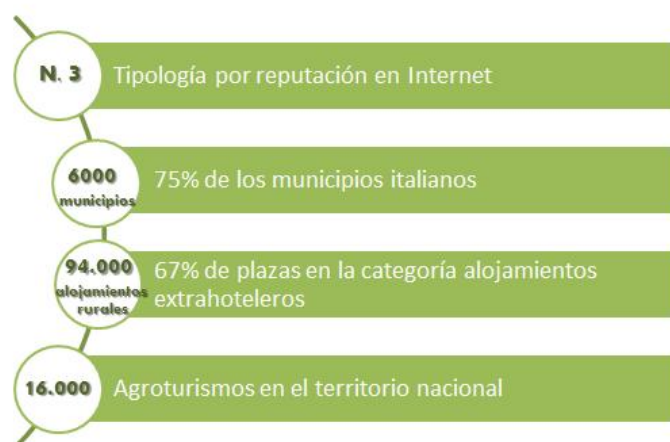 N. 3
Tipología por reputación en Internet
6000
municipios
75% de los municipios italianos
94.000
alojamientos
rurales
67% de plazas en la categoría alojamientos
extrahoteleros
16.000
Agroturismos en el territorio nacional